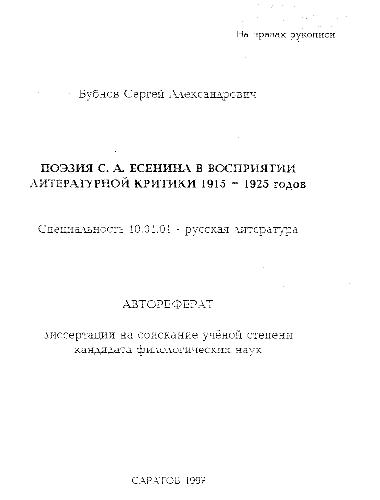 На правах рукописи
Бубнов Сергей Александрович
ПОЭЗИЯ С. А. ЕСЕНИНА В ВОСПРИЯТИИ
ЛИТЕРАТУРНОЙ КРИТИКИ 1915 - 1925 годов
Специальность 10.01.01 - русская литература
АВТОРЕФЕРАТ
диссертации на соискание учёной степени
кандидата филологических наук
САРАТОВ